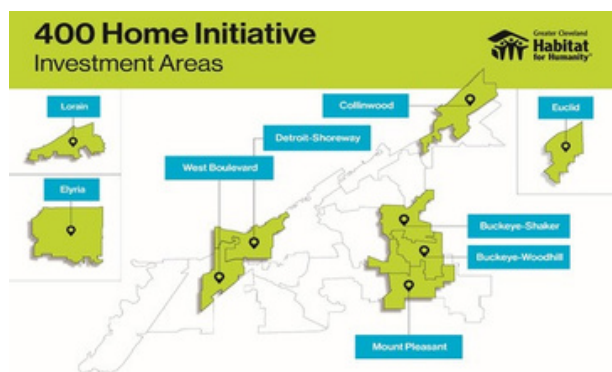 400 Home Initiative
Investment Areas
Greater Cleveland
Habitat
for Humanity®
Lorain
Collinwood
Euclid
Detroit-Shoreway
West Boulevard
Elyria
Buckeye-Shaker
Buckeye-Woodhill
Mount Pleasant